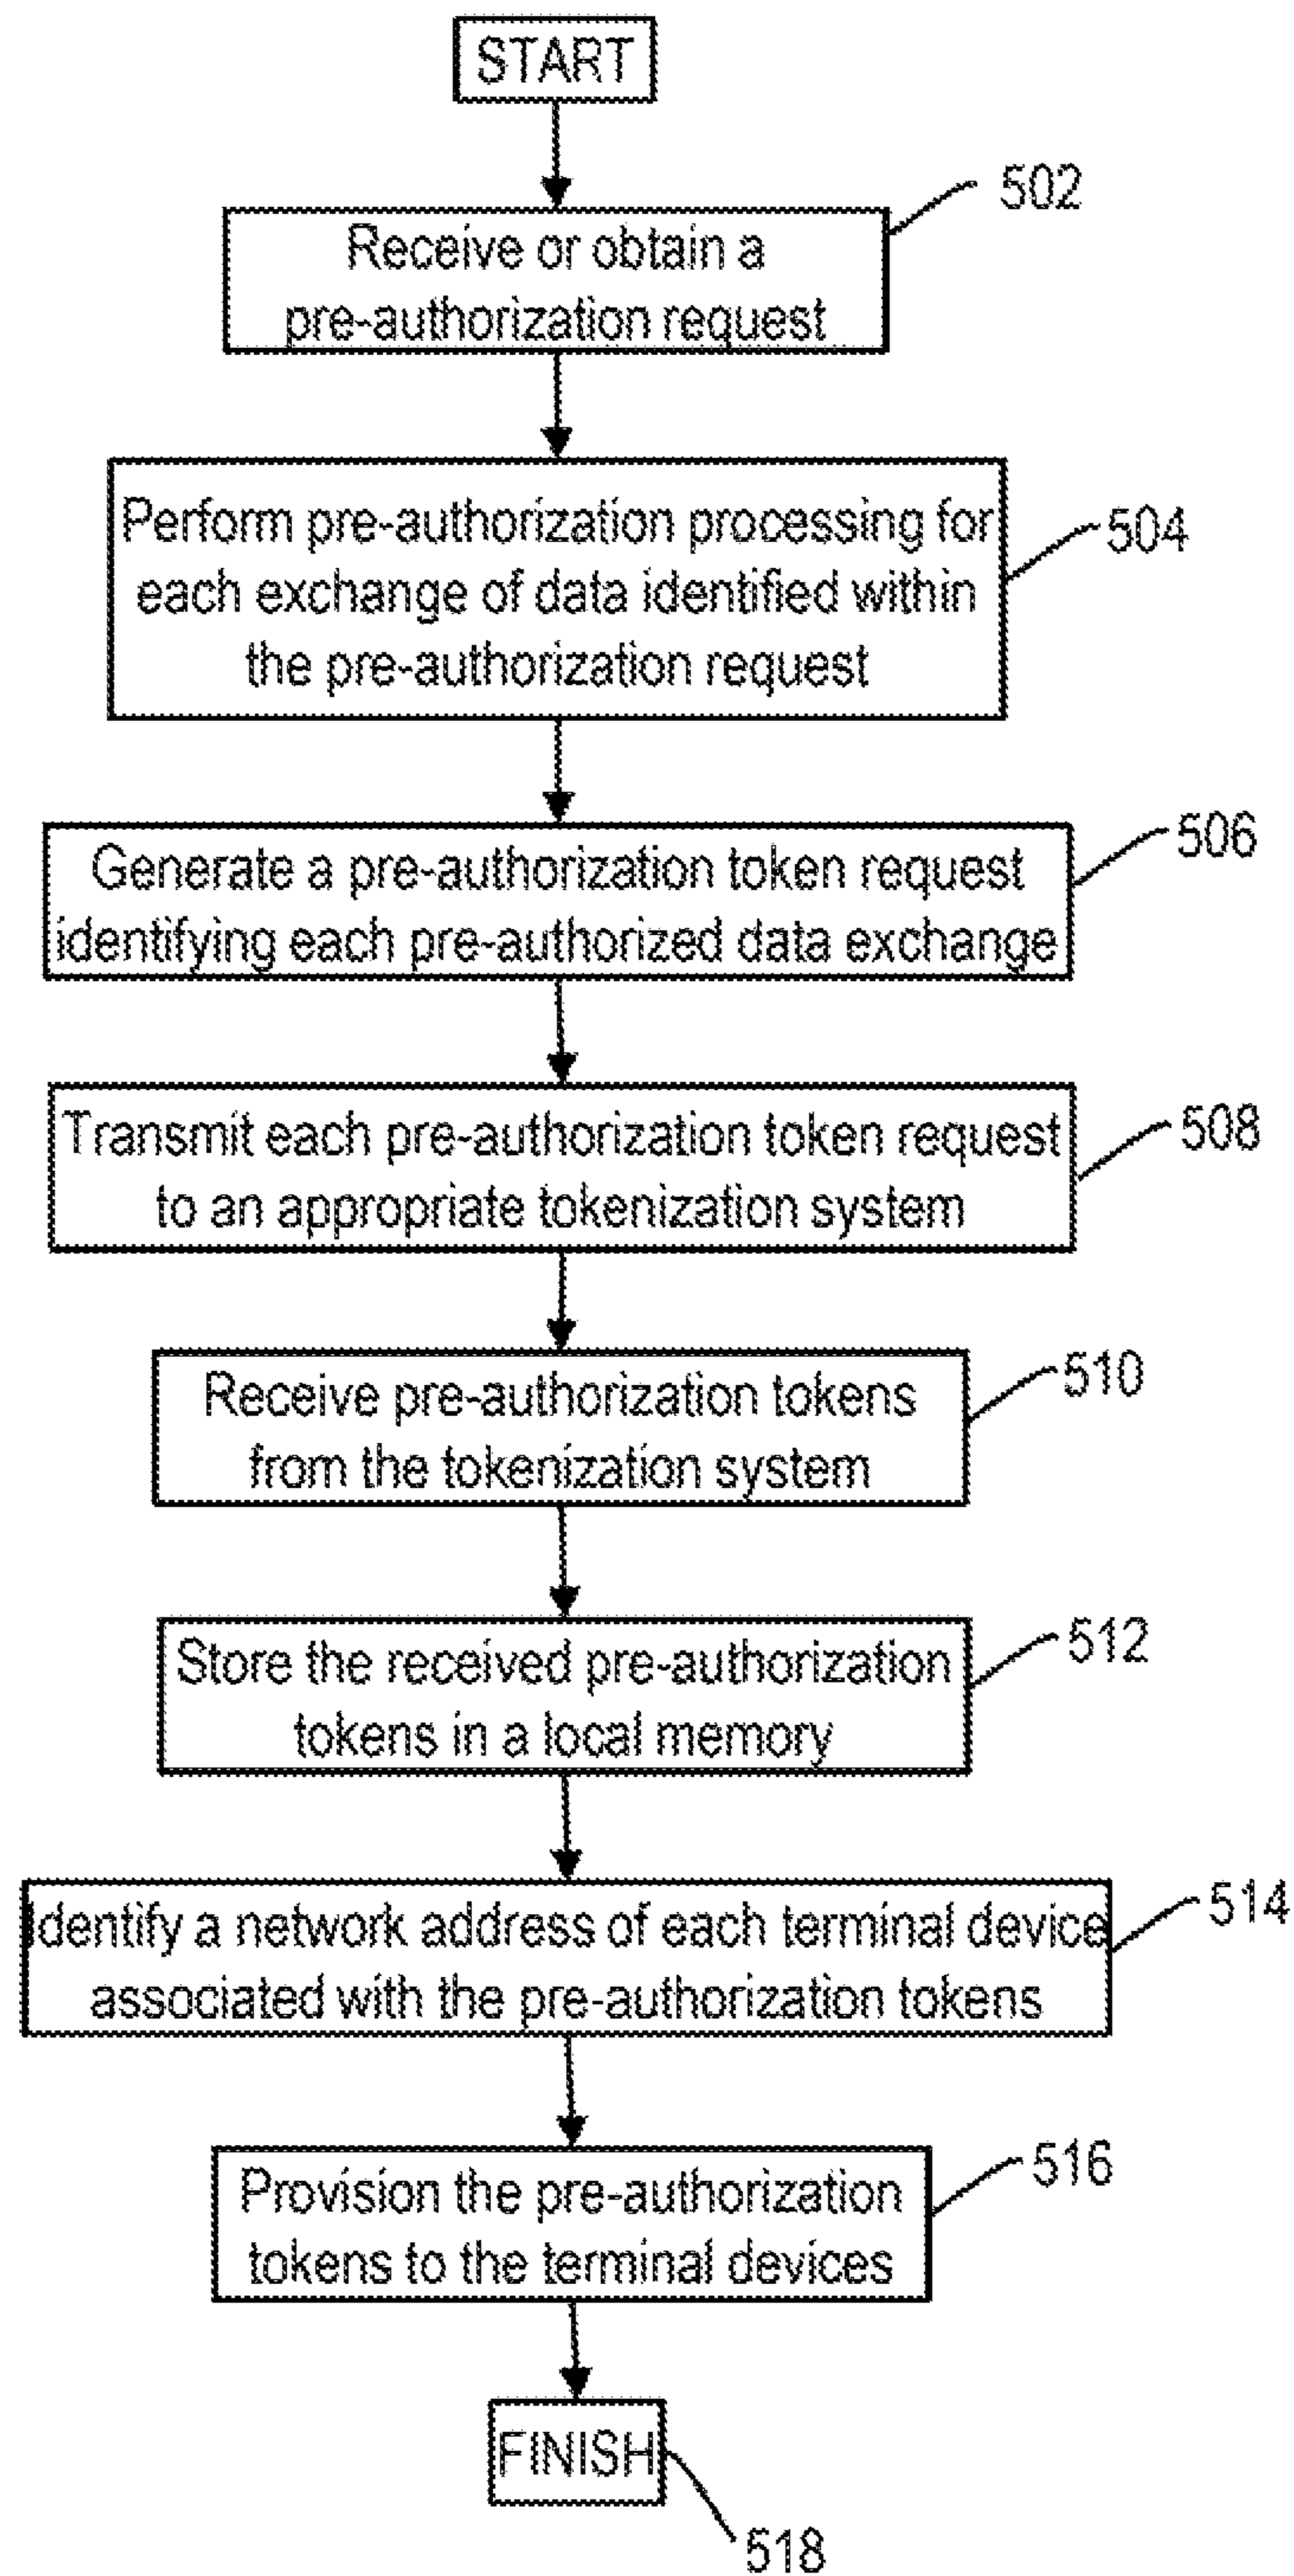 START
502
Receive or obtain a
pre-authorization request
504
Perform pre-authorization processing for
each exchange of data identified within
the pre-authorization request
506
Generate a pre-authorization token request
identifying each pre-authorized data exchange
508
Transmit each pre-authorization token request
to an appropriate tokenization system
510
Receive pre-authorization tokens
from the tokenization system
512
Store the received pre-authorization
tokens in a local memory
514
Identify a network address of each terminal device
associated with the pre-authorization tokens
516
Provision the pre-authorization
tokens to the terminal devices
FINISH
518